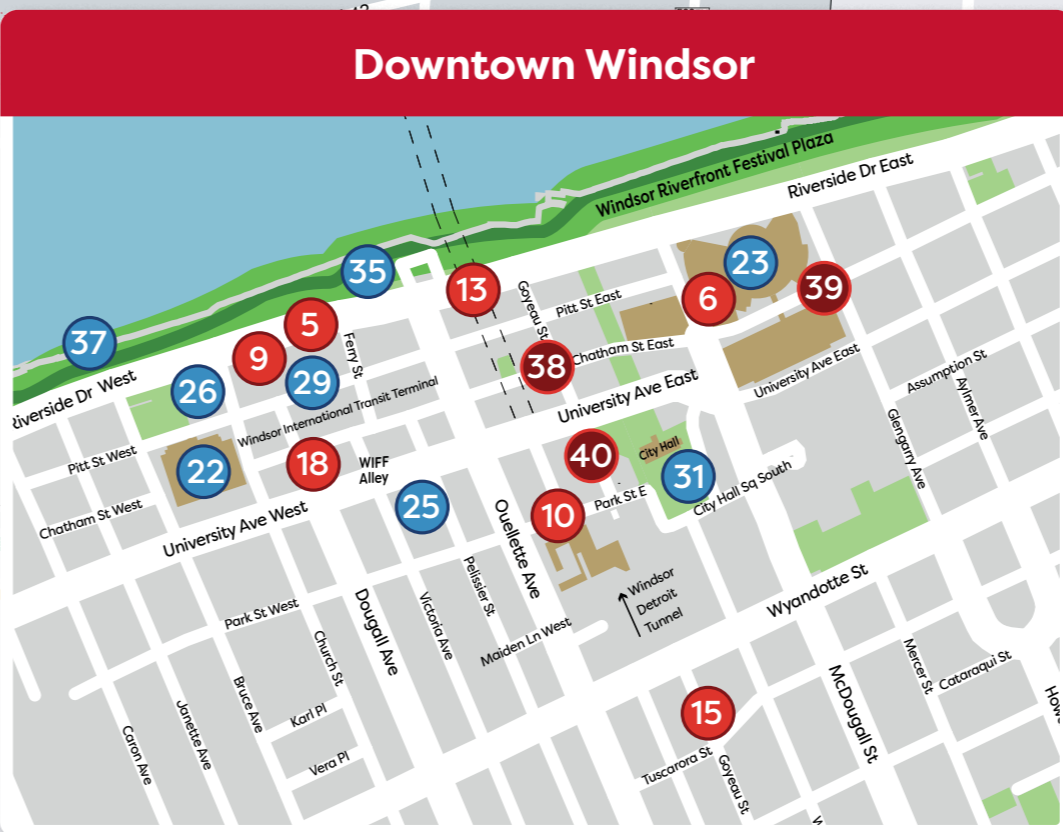 Downtown Windsor
Windsor Riverfront Festival Plaza
Riverside Dr East
23
35
39
13
6
Goyeau St
Pitt St East
5
37
Ferry St
9
38
Chatham St East
29
26
Riverside Dr West
University Ave East
University Ave East
Assumption St
Aylmer Ave
Windsor International Transit Terminal
Glengarry Ave
City Hall
40
18
WIFF
Alley
Pitt St West
22
31
City Hall Sq South
25
Park St E
10
Chatham St West
University Ave West
Ouellette Ave
Pelissier St
Windsor
Detroit
Tunnel
Wyandotte St
Park St West
Dougall Ave
Victoria Ave
Maiden Ln West
Church St
Mercer St
Cataraqui St
McDougall St
Bruce Ave
Karl Pl
15
Janette Ave
Caron Ave
Vera Pl
Tuscarora St
Goyeau St